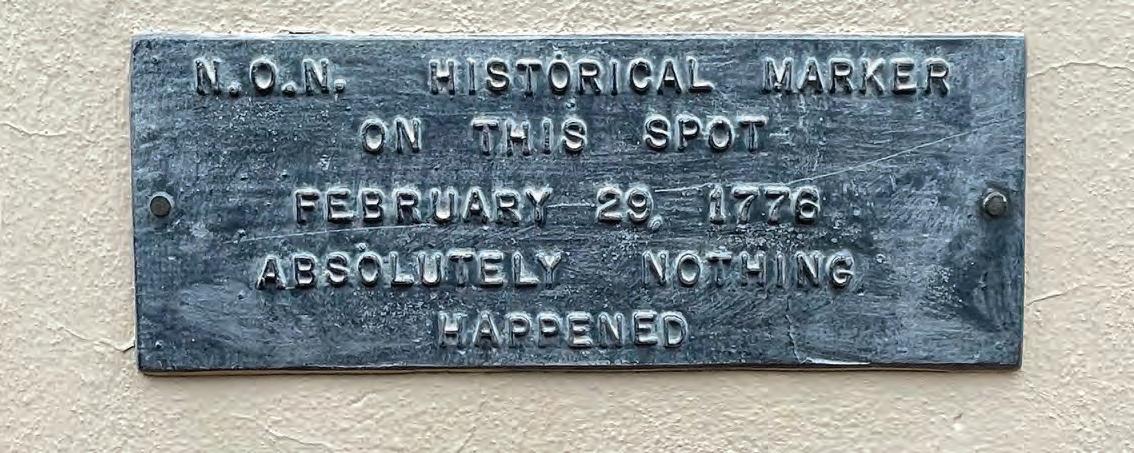 N.O.N. HISTORICAL MARKER
ON THIS SPOT
FEBRUARY 29, 1776
ABSOLUTELY NOTHING
HAPPENED